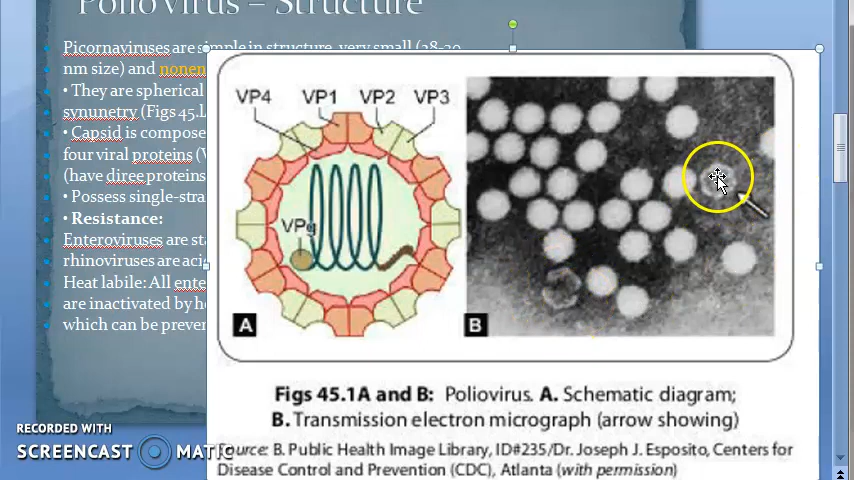 PolioVirus – Structure
Picornaviruses are simple in structure, very small (28-30
nm size) and nonen
• They are spherical
synunetry (Figs 45.1
• Capsid is compose
four viral proteins (V
(have diree proteins
• Possess single-stra
• Resistance:
Enteroviruses are sta
rhinoviruses are acid
Heat labile: All ente
are inactivated by he
which can be preven
VP4 VP1 VP2 VP3
VPg
A
B
Figs 45.1A and B: Poliovirus. A. Schematic diagram;
B. Transmission electron micrograph (arrow showing)
Source: B. Public Health Image Library, ID#235/Dr. Joseph J. Esposito, Centers for
Disease Control and Prevention (CDC), Atlanta (with permission)
RECORDED WITH
SCREENCAST MATIC